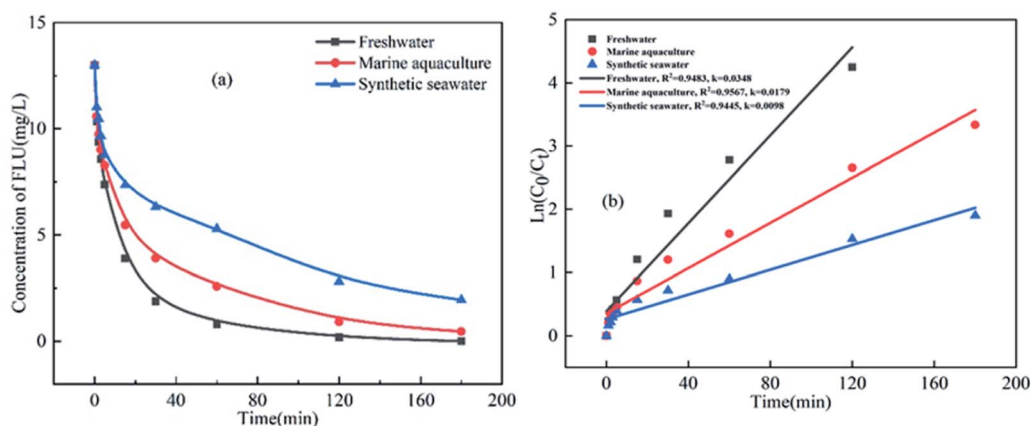 15
10
5
0
Concentration of FLU(mg/L)
(a)
Freshwater
Marine aquaculture
Synthetic seawater
0 40 80 120 160 200
Time(min)
5
4
3
2
1
0
Ln(C₀/Cₜ)
Freshwater
Marine aquaculture
Synthetic seawater
Freshwater, R²=0.9483, k=0.0348
Marine aquaculture, R²=0.9567, k=0.0179
Synthetic seawater, R²=0.9445, k=0.0098
(b)
0 40 80 120 160 200
Time(min)